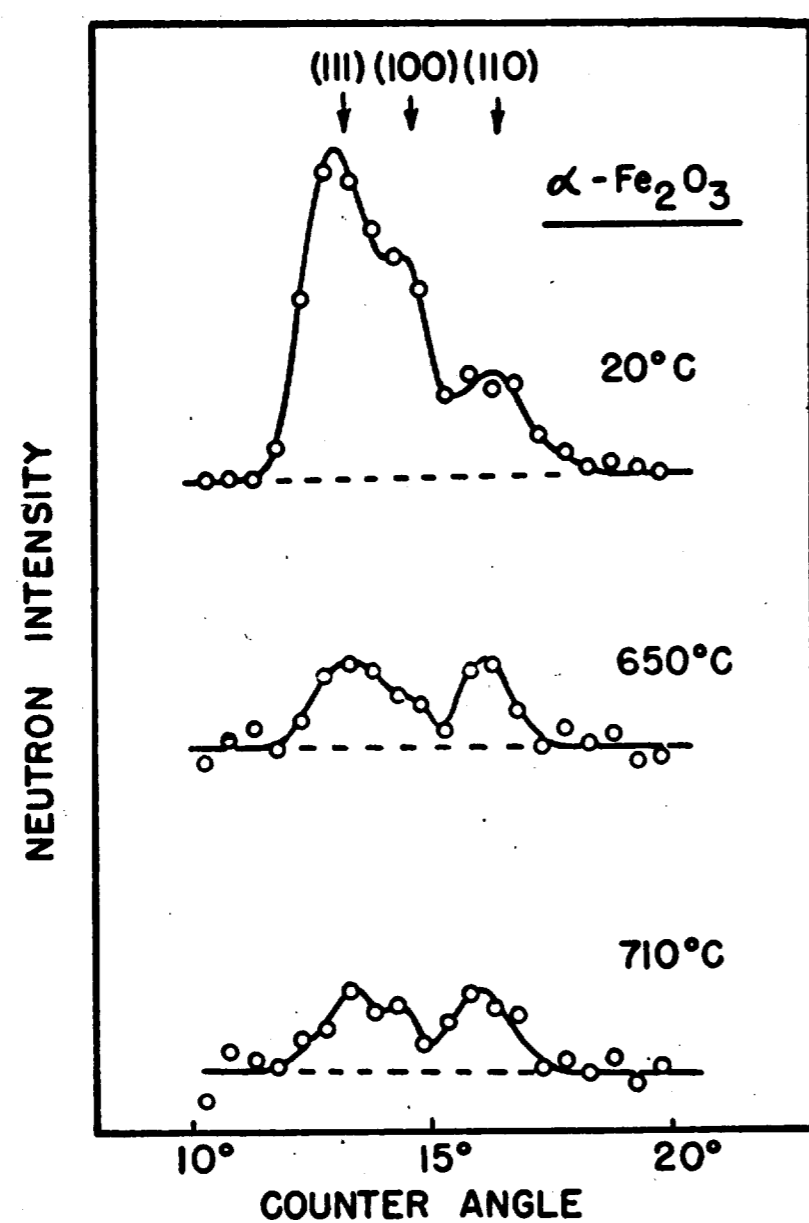 (111) (100) (110)
α - Fe₂O₃
20°C
650°C
710°C
NEUTRON INTENSITY
10° 15° 20°
COUNTER ANGLE